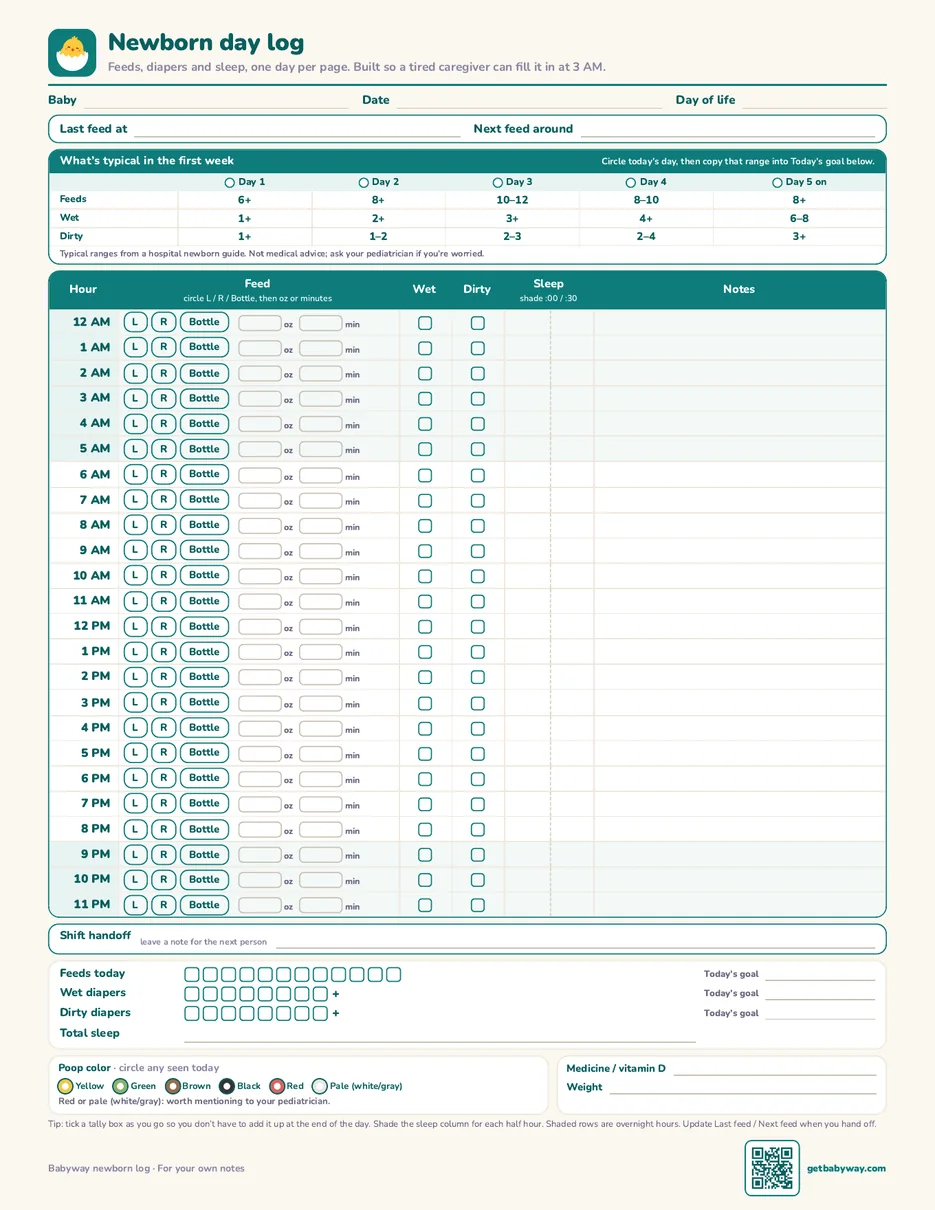 Newborn day log
Feeds, diapers and sleep, one day per page. Built so a tired caregiver can fill it in at 3 AM.
Baby Date Day of life
Last feed at Next feed around
What's typical in the first week Circle today's day, then copy that range into Today's goal below.
Day 1 Day 2 Day 3 Day 4 Day 5 on
Feeds 6+ 8+ 10–12 8–10 8+
Wet 1+ 2+ 3+ 4+ 6–8
Dirty 1+ 1–2 2–3 2–4 3+
Typical ranges from a hospital newborn guide. Not medical advice; ask your pediatrician if you're worried.
Hour Feed Wet Dirty Sleep Notes
circle L / R / Bottle, then oz or minutes shade :00 / :30
12 AM L R Bottle oz min
1 AM L R Bottle oz min
2 AM L R Bottle oz min
3 AM L R Bottle oz min
4 AM L R Bottle oz min
5 AM L R Bottle oz min
6 AM L R Bottle oz min
7 AM L R Bottle oz min
8 AM L R Bottle oz min
9 AM L R Bottle oz min
10 AM L R Bottle oz min
11 AM L R Bottle oz min
12 PM L R Bottle oz min
1 PM L R Bottle oz min
2 PM L R Bottle oz min
3 PM L R Bottle oz min
4 PM L R Bottle oz min
5 PM L R Bottle oz min
6 PM L R Bottle oz min
7 PM L R Bottle oz min
8 PM L R Bottle oz min
9 PM L R Bottle oz min
10 PM L R Bottle oz min
11 PM L R Bottle oz min
Shift handoff leave a note for the next person
Feeds today Today's goal
Wet diapers + Today's goal
Dirty diapers + Today's goal
Total sleep
Poop color · circle any seen today
Yellow Green Brown Black Red Pale (white/gray)
Red or pale (white/gray): worth mentioning to your pediatrician.
Medicine / vitamin D
Weight
Tip: tick a tally box as you go so you don't have to add it up at the end of the day. Shade the sleep column for each half hour. Shaded rows are overnight hours. Update Last feed / Next feed when you hand off.
Babyway newborn log · For your own notes getbabyway.com